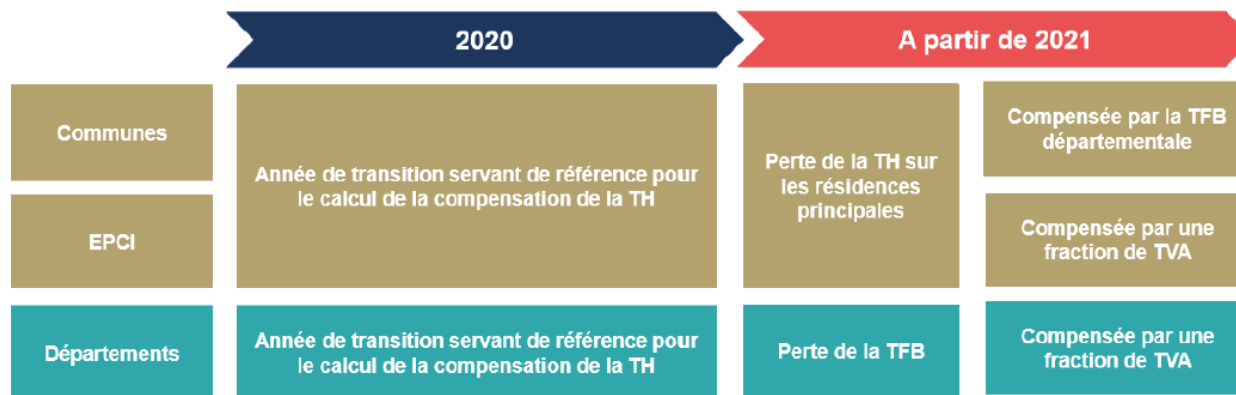 2020
A partir de 2021
Communes
Année de transition servant de référence pour
le calcul de la compensation de la TH
Perte de la TH sur
les résidences
principales
Compensée par la TFB
départementale
EPCI
Compensée par une
fraction de TVA
Départements
Année de transition servant de référence pour
le calcul de la compensation de la TH
Perte de la TFB
Compensée par une
fraction de TVA